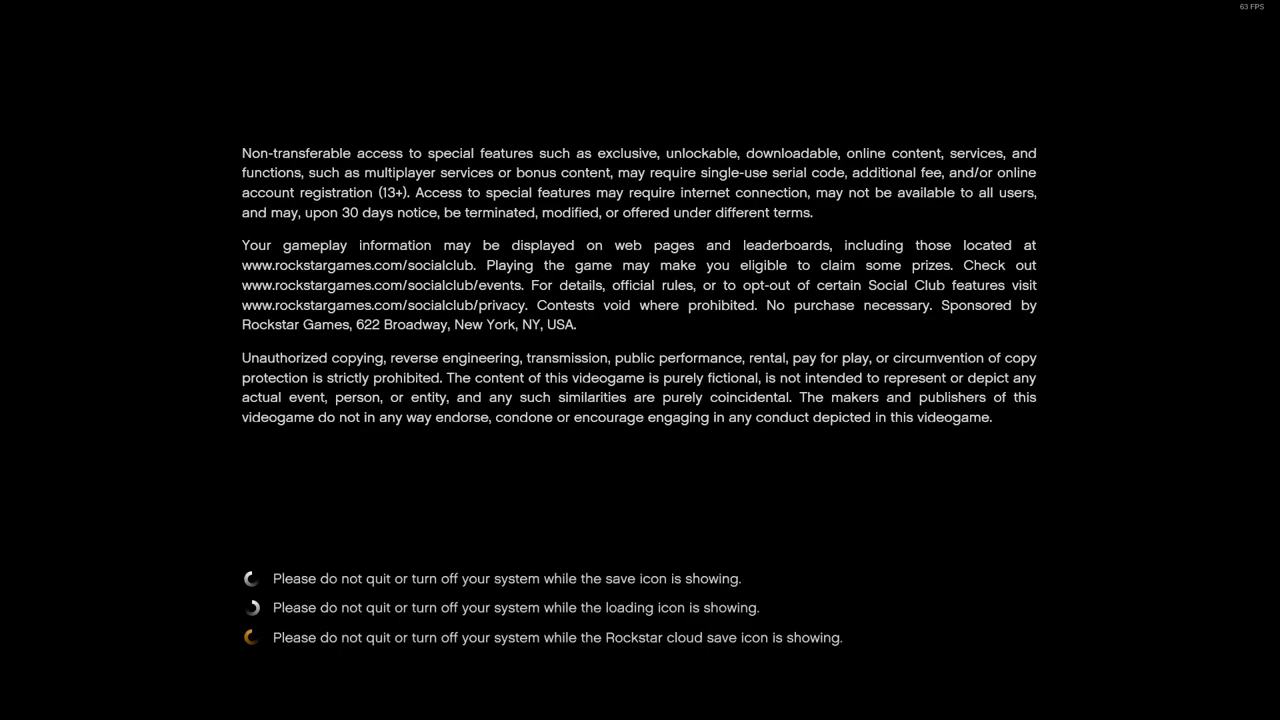 63 FPS
Non-transferable access to special features such as exclusive, unlockable, downloadable, online content, services, and
functions, such as multiplayer services or bonus content, may require single-use serial code, additional fee, and/or online
account registration (13+). Access to special features may require internet connection, may not be available to all users,
and may, upon 30 days notice, be terminated, modified, or offered under different terms.
Your gameplay information may be displayed on web pages and leaderboards, including those located at
www.rockstargames.com/socialclub. Playing the game may make you eligible to claim some prizes. Check out
www.rockstargames.com/socialclub/events. For details, official rules, or to opt-out of certain Social Club features visit
www.rockstargames.com/socialclub/privacy. Contests void where prohibited. No purchase necessary. Sponsored by
Rockstar Games, 622 Broadway, New York, NY, USA.
Unauthorized copying, reverse engineering, transmission, public performance, rental, pay for play, or circumvention of copy
protection is strictly prohibited. The content of this videogame is purely fictional, is not intended to represent or depict any
actual event, person, or entity, and any such similarities are purely coincidental. The makers and publishers of this
videogame do not in any way endorse, condone or encourage engaging in any conduct depicted in this videogame.
Please do not quit or turn off your system while the save icon is showing.
Please do not quit or turn off your system while the loading icon is showing.
Please do not quit or turn off your system while the Rockstar cloud save icon is showing.